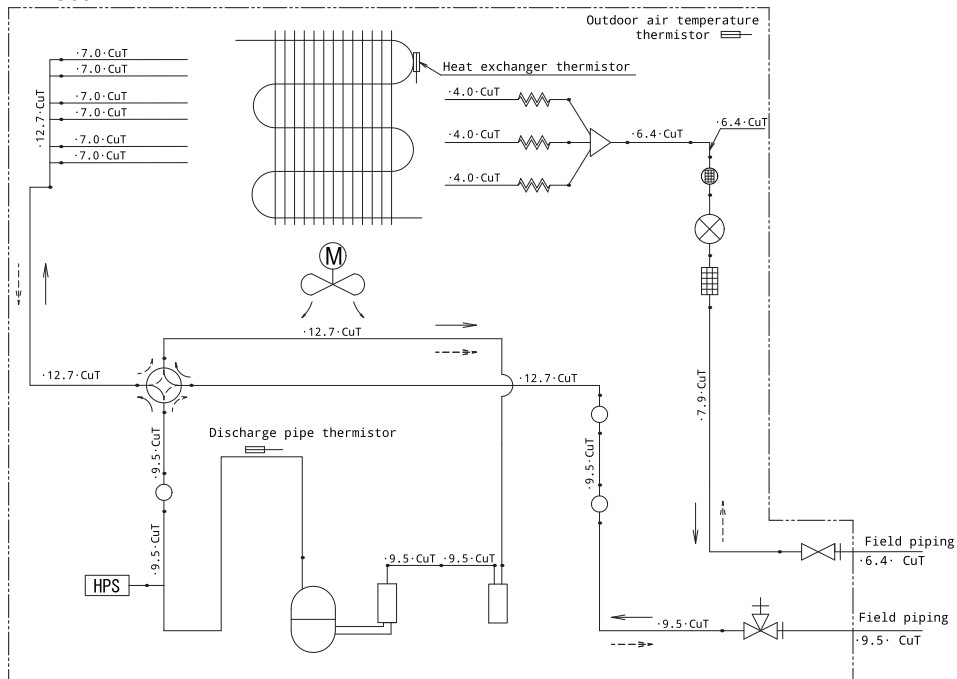 Outdoor air temperature
thermistor
·7.0·CuT
·7.0·CuT
·7.0·CuT
·7.0·CuT
·7.0·CuT
·7.0·CuT
·12.7·CuT
Heat exchanger thermistor
·4.0·CuT
·4.0·CuT
·4.0·CuT
·6.4·CuT
·6.4·CuT
M
·12.7·CuT
·12.7·CuT
·12.7·CuT
·7.9·CuT
Discharge pipe thermistor
·9.5·CuT
·9.5·CuT
·9.5·CuT
·9.5·CuT ·9.5·CuT
HPS
Field piping
·6.4· CuT
·9.5·CuT
Field piping
·9.5· CuT